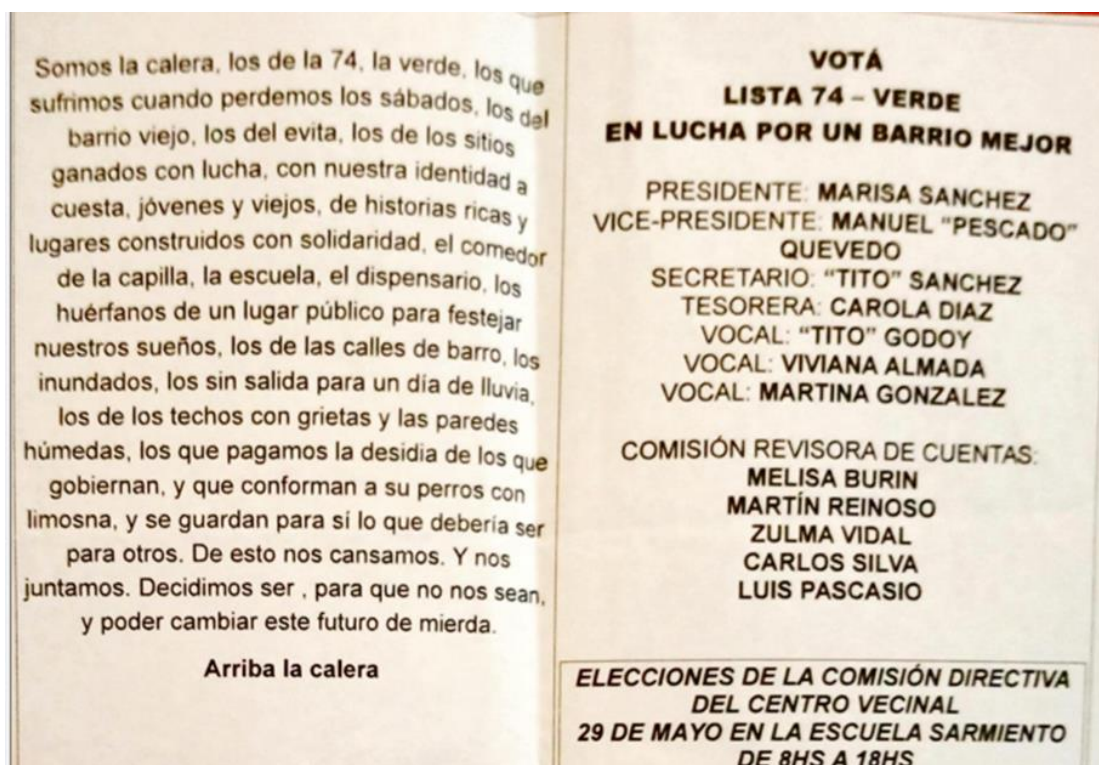 Somos la calera, los de la 74, la verde, los que
sufrimos cuando perdemos los sábados, los del
barrio viejo, los del evita, los de los sitios
ganados con lucha, con nuestra identidad a
cuesta, jóvenes y viejos, de historias ricas y
lugares construidos con solidaridad, el comedor
de la capilla, la escuela, el dispensario, los
huérfanos de un lugar público para festejar
nuestros sueños, los de las calles de barro, los
inundados, los sin salida para un día de lluvia,
los de los techos con grietas y las paredes
húmedas, los que pagamos la desidia de los que
gobiernan, y que conforman a su perros con
limosna, y se guardan para sí lo que debería ser
para otros. De esto nos cansamos. Y nos
juntamos. Decidimos ser , para que no nos sean,
y poder cambiar este futuro de mierda.
Arriba la calera
VOTÁ
LISTA 74 – VERDE
EN LUCHA POR UN BARRIO MEJOR
PRESIDENTE: MARISA SANCHEZ
VICE-PRESIDENTE: MANUEL "PESCADO"
QUEVEDO
SECRETARIO: "TITO" SANCHEZ
TESORERA: CAROLA DIAZ
VOCAL: "TITO" GODOY
VOCAL: VIVIANA ALMADA
VOCAL: MARTINA GONZALEZ
COMISIÓN REVISORA DE CUENTAS:
MELISA BURIN
MARTÍN REINOSO
ZULMA VIDAL
CARLOS SILVA
LUIS PASCASIO
ELECCIONES DE LA COMISIÓN DIRECTIVA
DEL CENTRO VECINAL
29 DE MAYO EN LA ESCUELA SARMIENTO
DE 8HS A 18HS